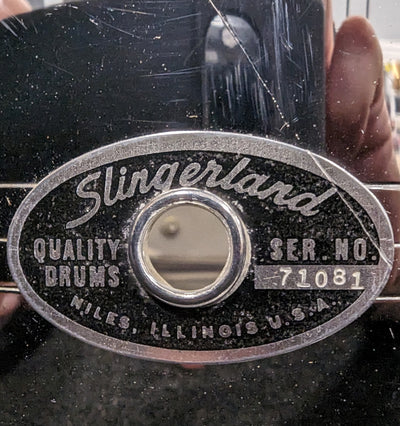 Slingerland
QUALITY DRUMS
SER. NO. 71081
NILES, ILLINOIS U.S.A.